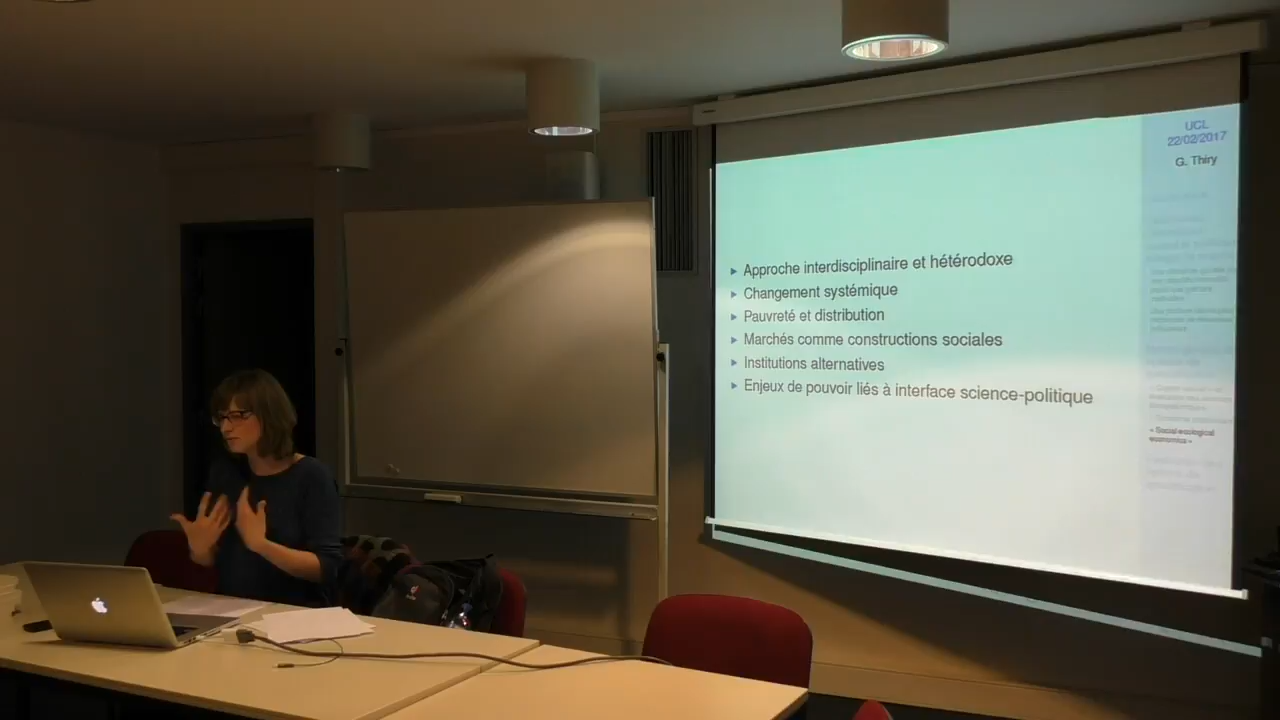 UCL
22/02/2017
G. Thiry
Approche interdisciplinaire et hétérodoxe
Changement systémique
Pauvreté et distribution
Marchés comme constructions sociales
Institutions alternatives
Enjeux de pouvoir liés à interface science-politique
« Social ecological
economics »